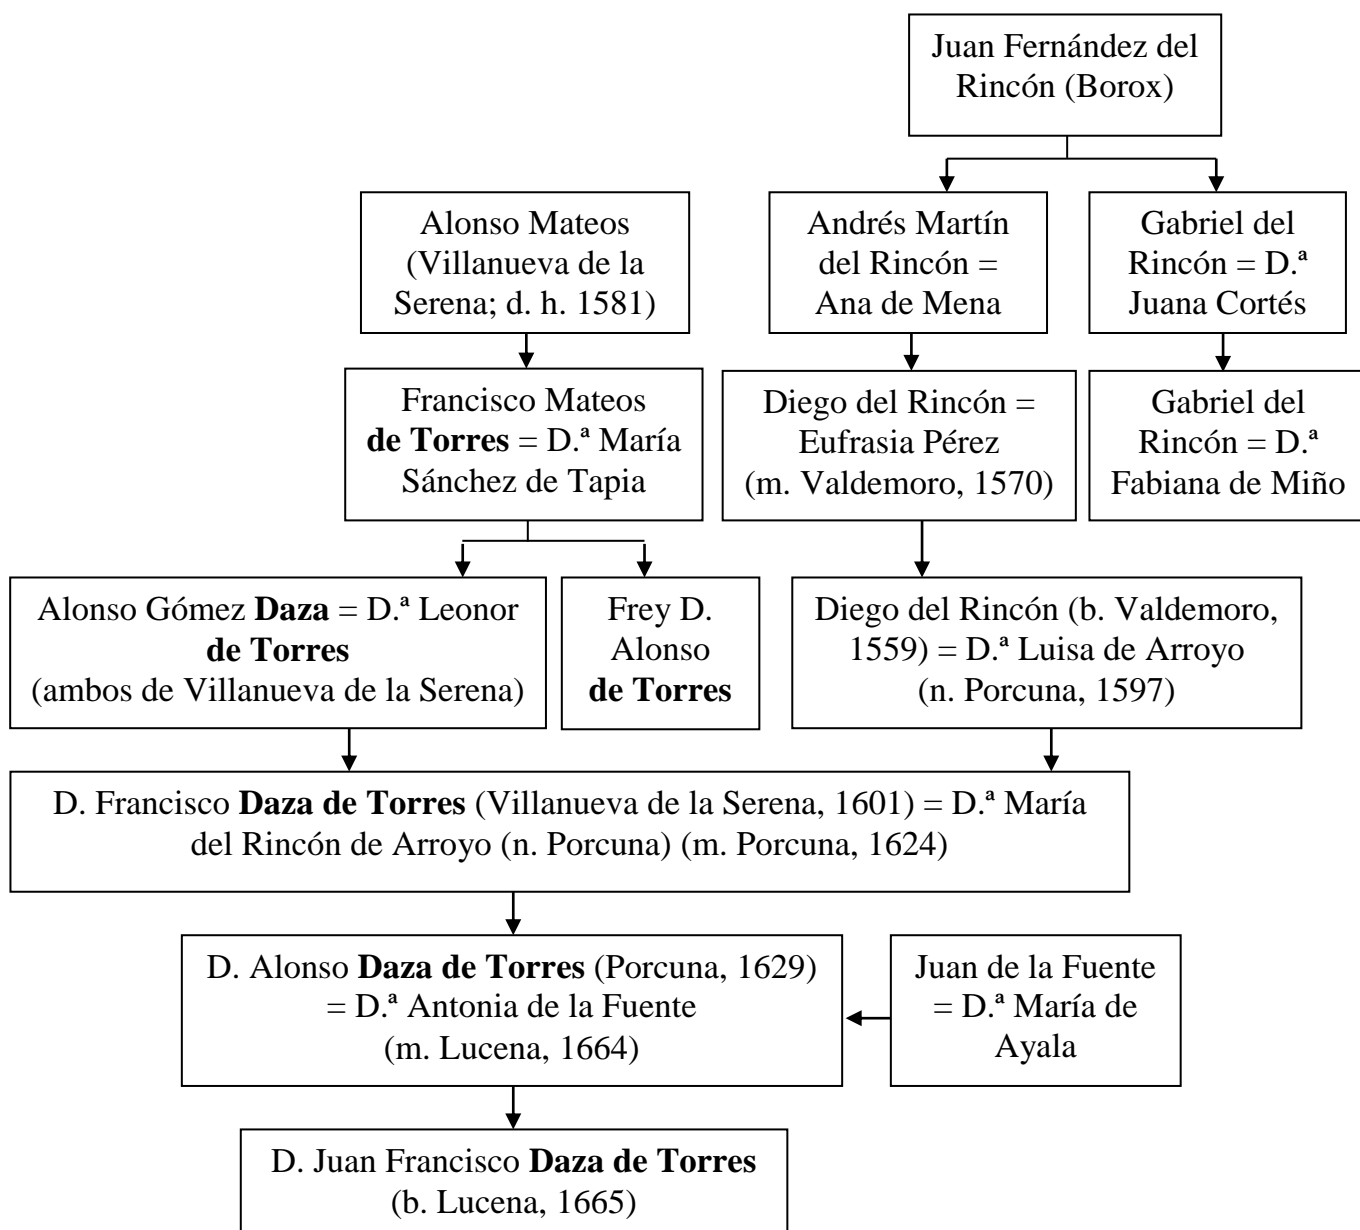 Juan Fernández del
Rincón (Borox)
Alonso Mateos
(Villanueva de la
Serena; d. h. 1581)
Andrés Martín
del Rincón =
Ana de Mena
Gabriel del
Rincón = D.ª
Juana Cortés
Francisco Mateos
de Torres = D.ª María
Sánchez de Tapia
Diego del Rincón =
Eufrasia Pérez
(m. Valdemoro, 1570)
Gabriel del
Rincón = D.ª
Fabiana de Miño
Alonso Gómez Daza = D.ª Leonor
de Torres
(ambos de Villanueva de la Serena)
Frey D.
Alonso
de Torres
Diego del Rincón (b. Valdemoro,
1559) = D.ª Luisa de Arroyo
(n. Porcuna, 1597)
D. Francisco Daza de Torres (Villanueva de la Serena, 1601) = D.ª María
del Rincón de Arroyo (n. Porcuna) (m. Porcuna, 1624)
D. Alonso Daza de Torres (Porcuna, 1629)
= D.ª Antonia de la Fuente
(m. Lucena, 1664)
Juan de la Fuente
= D.ª María de
Ayala
D. Juan Francisco Daza de Torres
(b. Lucena, 1665)